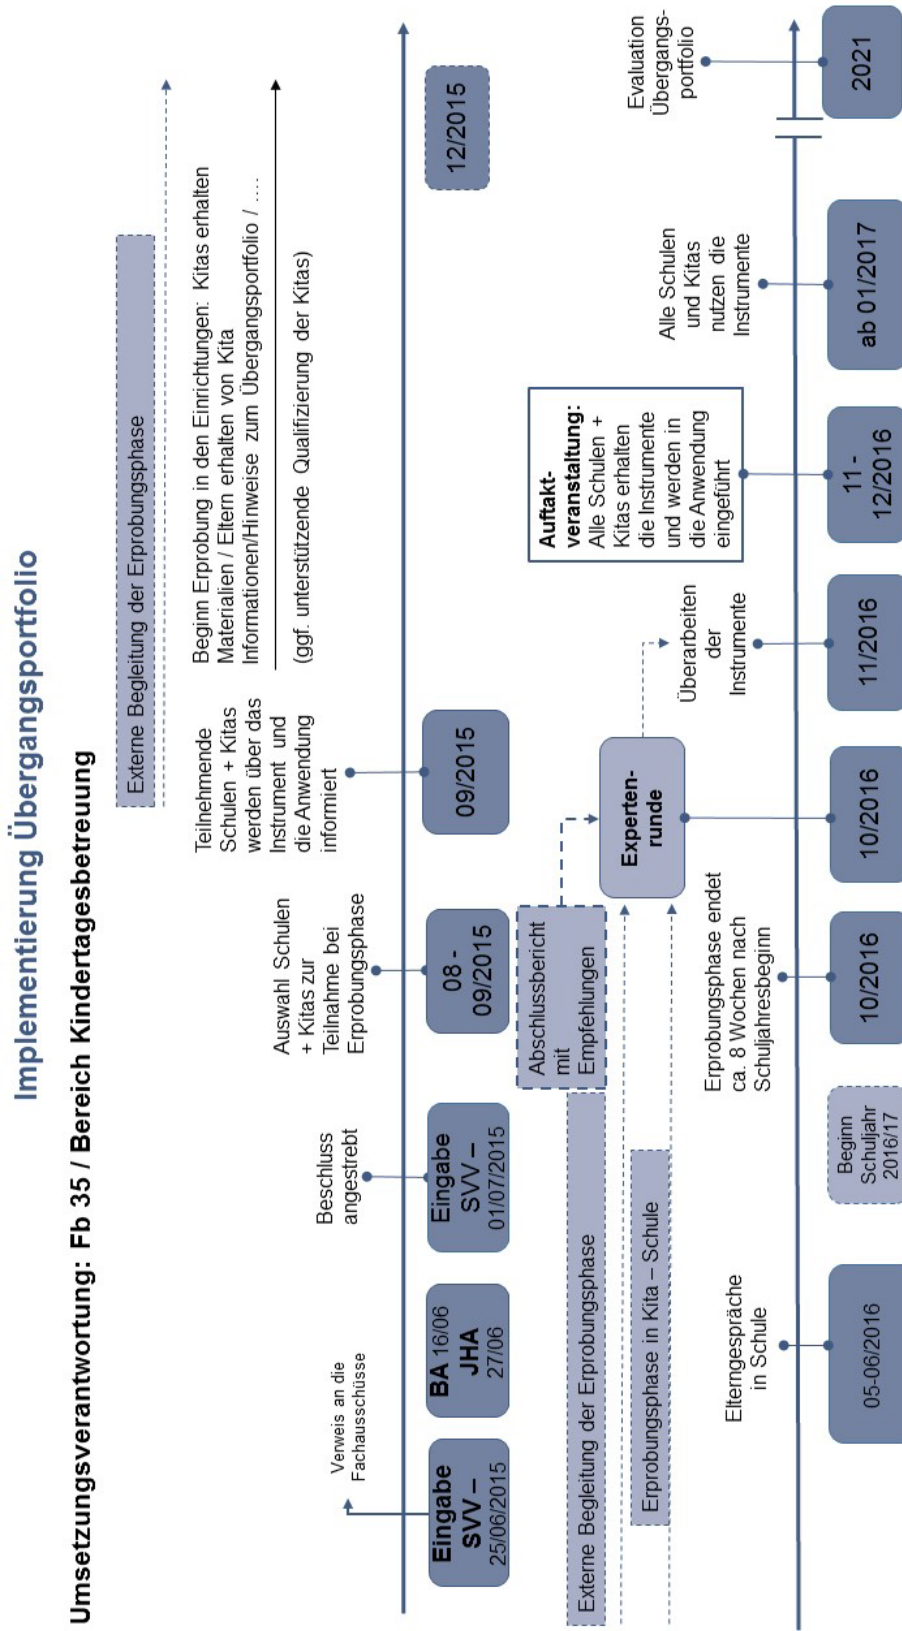 Implementierung Übergangsportfolio
Umsetzungsverantwortung: Fb 35 / Bereich Kindertagesbetreuung
Externe Begleitung der Erprobungsphase
Verweis an die
Fachausschüsse
Beschluss
angestrebt
Auswahl Schulen
+ Kitas zur
Teilnahme bei
Erprobungsphase
Teilnehmende
Schulen + Kitas
werden über das
Instrument und
die Anwendung
informiert
Beginn Erprobung in den Einrichtungen: Kitas erhalten
Materialien / Eltern erhalten von Kita
Informationen/Hinweise zum Übergangsportfolio / ….
(ggf. unterstützende Qualifizierung der Kitas)
Eingabe
SVV –
25/06/2015
BA 16/06
JHA
27/06
Eingabe
SVV –
01/07/2015
08 -
09/2015
09/2015
12/2015
Externe Begleitung der Erprobungsphase
Erprobungsphase in Kita – Schule
Abschlussbericht
mit
Empfehlungen
Experten-
runde
Elterngespräche
in Schule
Erprobungsphase endet
ca. 8 Wochen nach
Schuljahresbeginn
Überarbeiten
der
Instrumente
Auftakt-
veranstaltung:
Alle Schulen +
Kitas erhalten
die Instrumente
und werden in
die Anwendung
eingeführt
Alle Schulen
und Kitas
nutzen die
Instrumente
Evaluation
Übergangs-
portfolio
05-06/2016
Beginn
Schuljahr
2016/17
10/2016
10/2016
11/2016
11 -
12/2016
ab 01/2017
2021